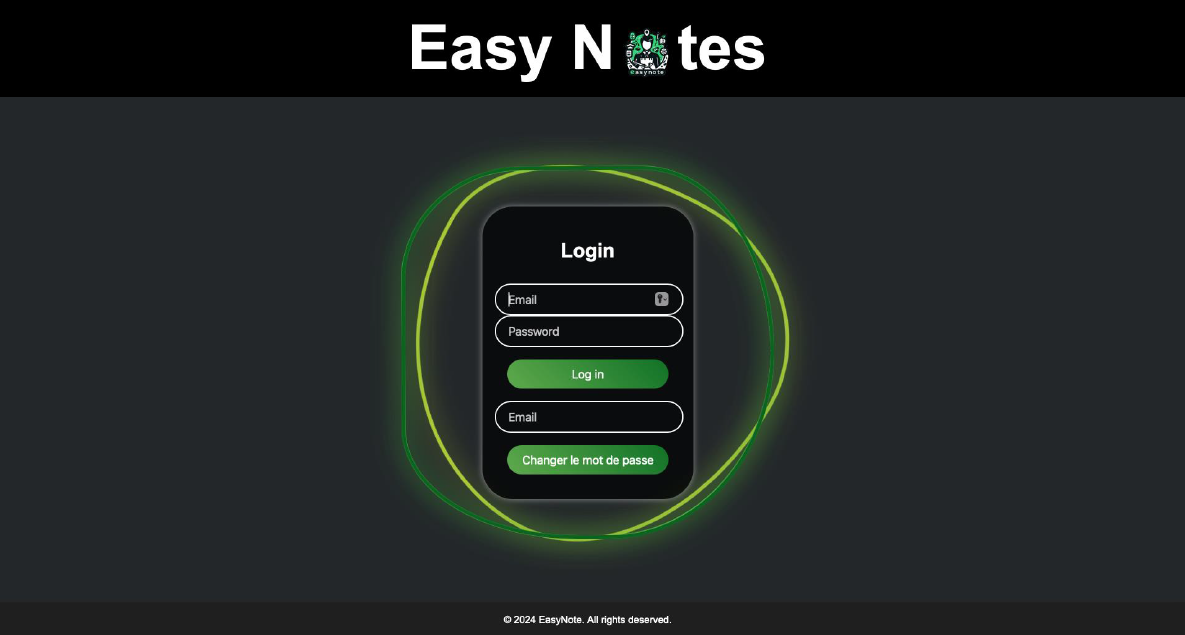 Easy N tes
easynote
Login
Email
Password
Log in
Email
Changer le mot de passe
© 2024 EasyNote. All rights deserved.